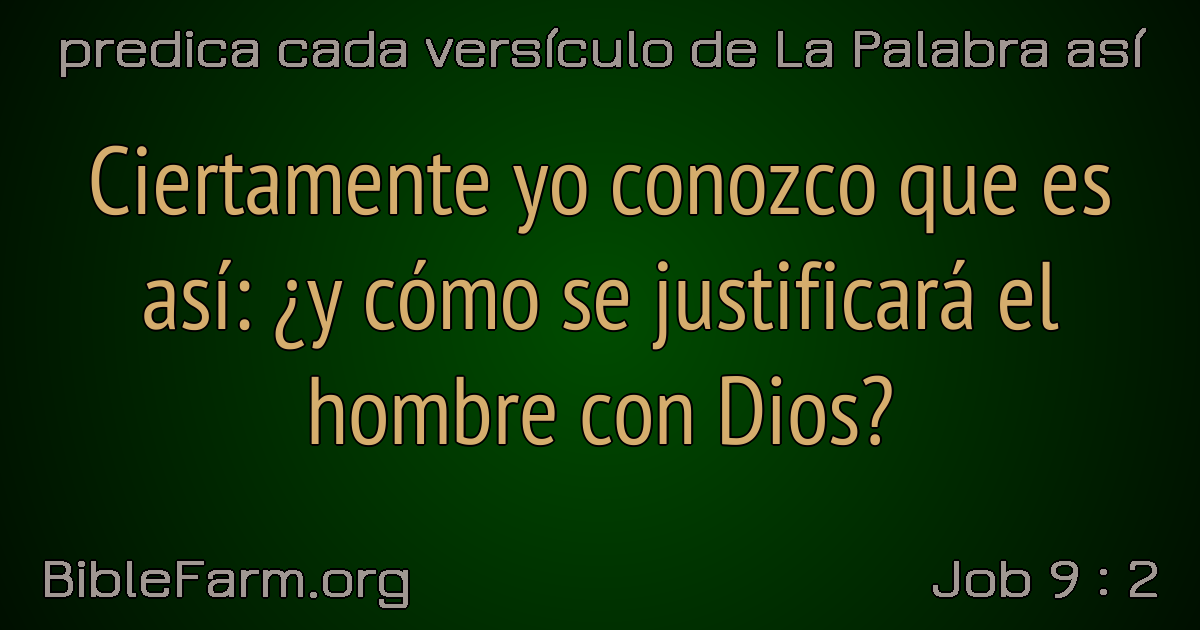 predica cada versículo de La Palabra así
Ciertamente yo conozco que es
así: ¿y cómo se justificará el
hombre con Dios?
BibleFarm.org
Job 9 : 2